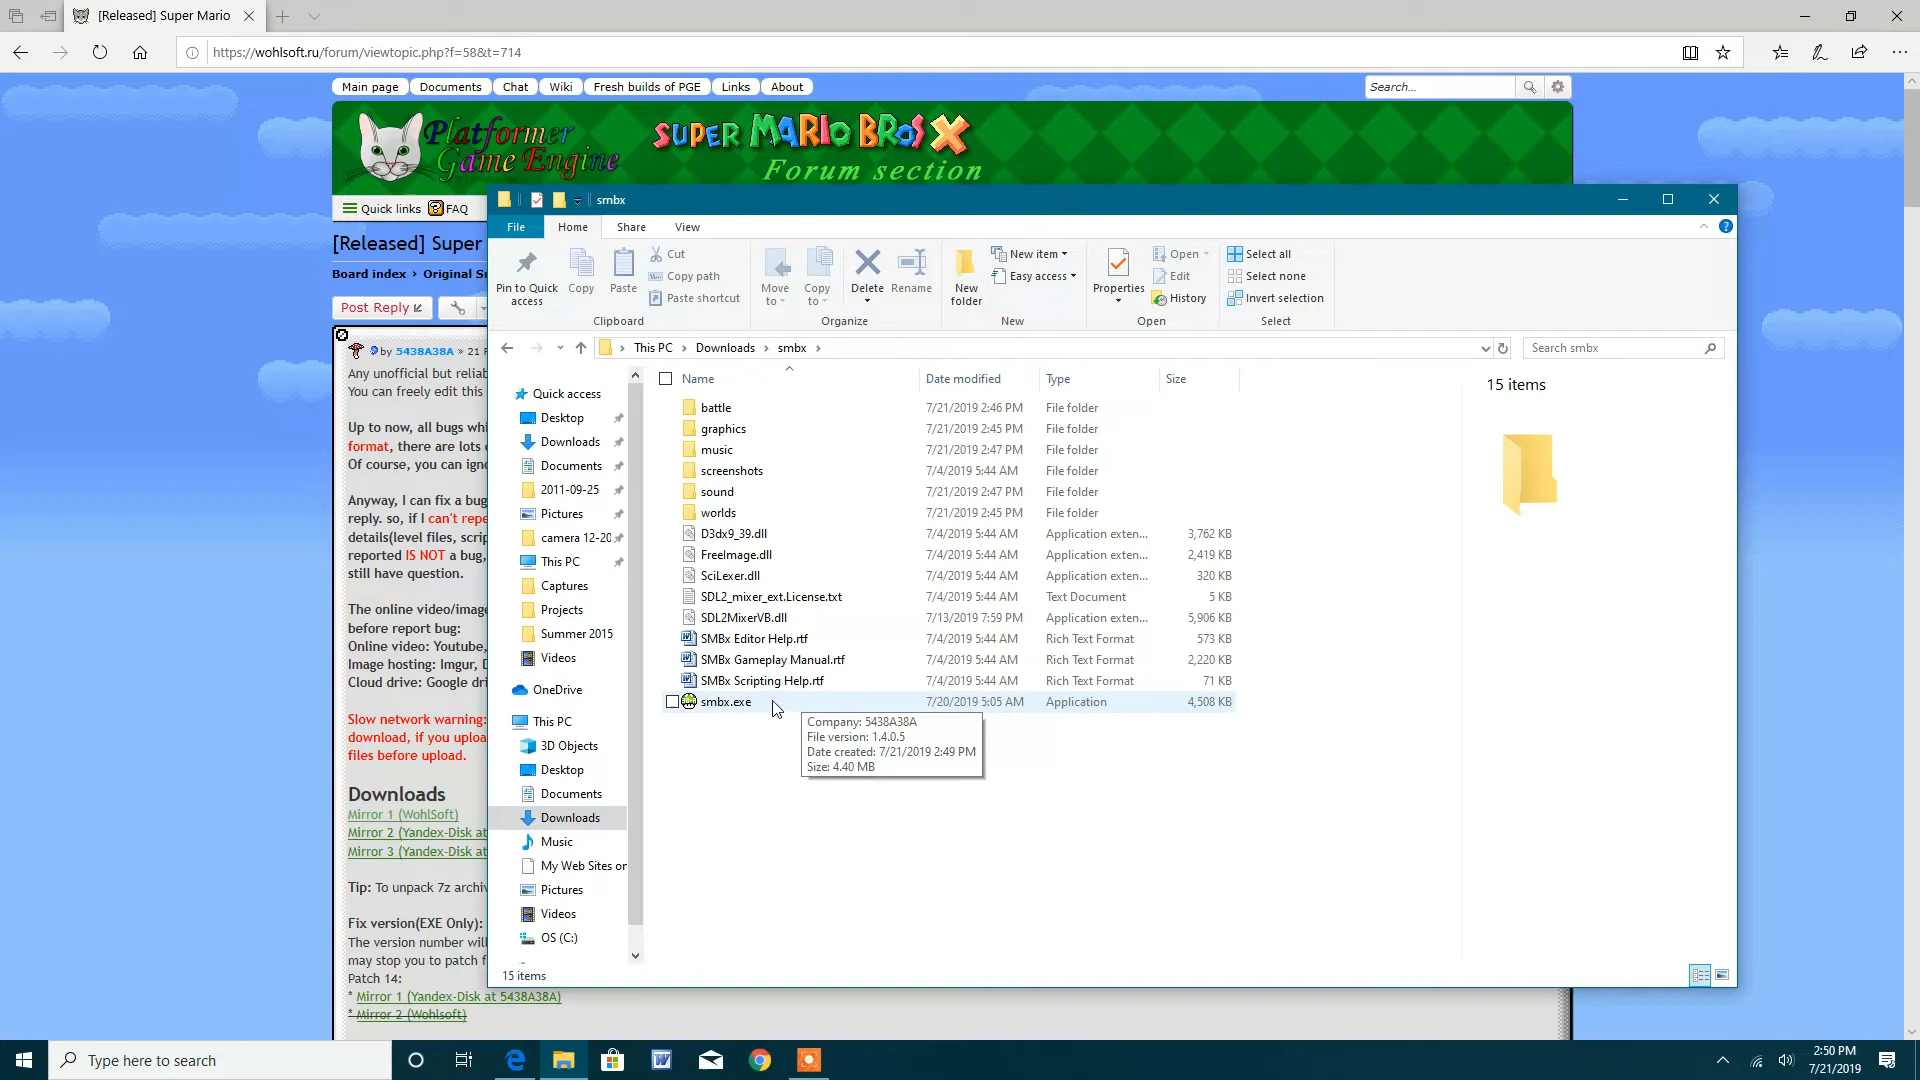 [Released] Super Mario
https://wohlsoft.ru/forum/viewtopic.php?f=58&t=714
Main page
Documents
Chat
Wiki
Fresh builds of PGE
Links
About
Search...
Platformer
Game Engine
SUPER MARIO BROS X
Forum section
Quick links
FAQ
[Released] Super
Board index › Original Su
Post Reply
by 5438A38A » 21 F
Any unofficial but reliab
You can freely edit this
Up to now, all bugs whi
format, there are lots
Of course, you can ign
Anyway, I can fix a bug
reply. so, if I can't repe
details(level files, scrip
reported IS NOT a bug,
still have question.
The online video/image
before report bug:
Online video: Youtube,
Image hosting: Imgur, D
Cloud drive: Google dri
Slow network warning:
download, if you uploa
files before upload.
Downloads
Mirror 1 (WohlSoft)
Mirror 2 (Yandex-Disk at
Mirror 3 (Yandex-Disk at
Tip: To unpack 7z archiv
Fix version(EXE Only):
The version number will
may stop you to patch f
Patch 14:
* Mirror 1 (Yandex-Disk at 5438A38A)
* Mirror 2 (Wohlsoft)
smbx
File
Home
Share
View
Pin to Quick access
Copy
Paste
Cut
Copy path
Paste shortcut
Clipboard
Move to
Copy to
Delete
Rename
Organize
New folder
New item
Easy access
New
Properties
Open
Edit
History
Open
Select all
Select none
Invert selection
Select
This PC
Downloads
smbx
Search smbx
Quick access
Desktop
Downloads
Documents
2011-09-25
Pictures
camera 12-20
This PC
Captures
Projects
Summer 2015
Videos
OneDrive
This PC
3D Objects
Desktop
Documents
Downloads
Music
My Web Sites on
Pictures
Videos
OS (C:)
Name Date modified Type Size
battle 7/21/2019 2:46 PM File folder
graphics 7/21/2019 2:45 PM File folder
music 7/21/2019 2:47 PM File folder
screenshots 7/4/2019 5:44 AM File folder
sound 7/21/2019 2:47 PM File folder
worlds 7/21/2019 2:45 PM File folder
D3dx9_39.dll 7/4/2019 5:44 AM Application exten... 3,762 KB
FreeImage.dll 7/4/2019 5:44 AM Application exten... 2,419 KB
SciLexer.dll 7/4/2019 5:44 AM Application exten... 320 KB
SDL2_mixer_ext.License.txt 7/4/2019 5:44 AM Text Document 5 KB
SDL2MixerVB.dll 7/13/2019 7:59 PM Application exten... 5,906 KB
SMBx Editor Help.rtf 7/4/2019 5:44 AM Rich Text Format 573 KB
SMBx Gameplay Manual.rtf 7/4/2019 5:44 AM Rich Text Format 2,220 KB
SMBx Scripting Help.rtf 7/4/2019 5:44 AM Rich Text Format 71 KB
smbx.exe 7/20/2019 5:05 AM Application 4,508 KB
Company: 5438A38A
File version: 1.4.0.5
Date created: 7/21/2019 2:49 PM
Size: 4.40 MB
15 items
15 items
Type here to search
2:50 PM
7/21/2019